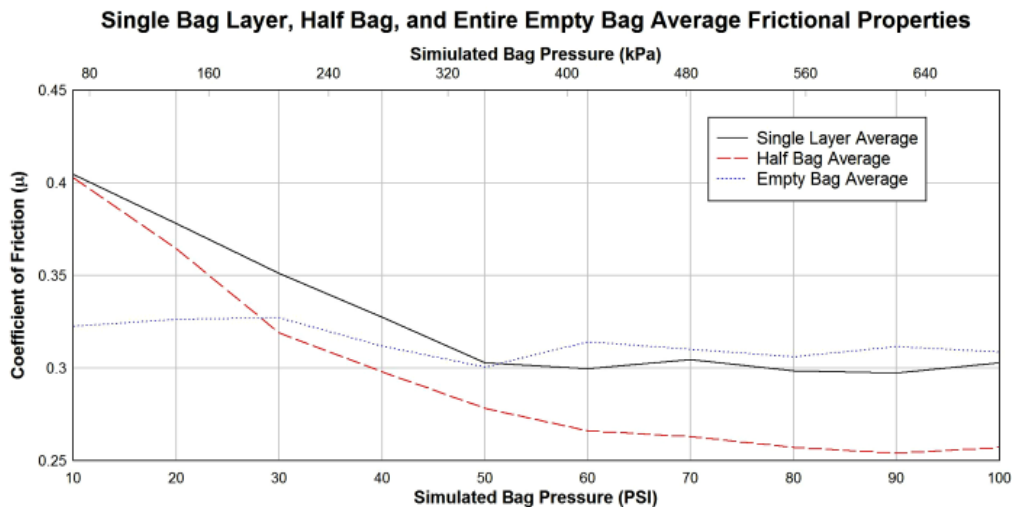 Single Bag Layer, Half Bag, and Entire Empty Bag Average Frictional Properties
Simiulated Bag Pressure (kPa)
80 160 240 320 400 480 560 640
0.45
0.4
0.35
0.3
0.25
Coefficient of Friction (μ)
Single Layer Average
Half Bag Average
Empty Bag Average
10 20 30 40 50 60 70 80 90 100
Simulated Bag Pressure (PSI)